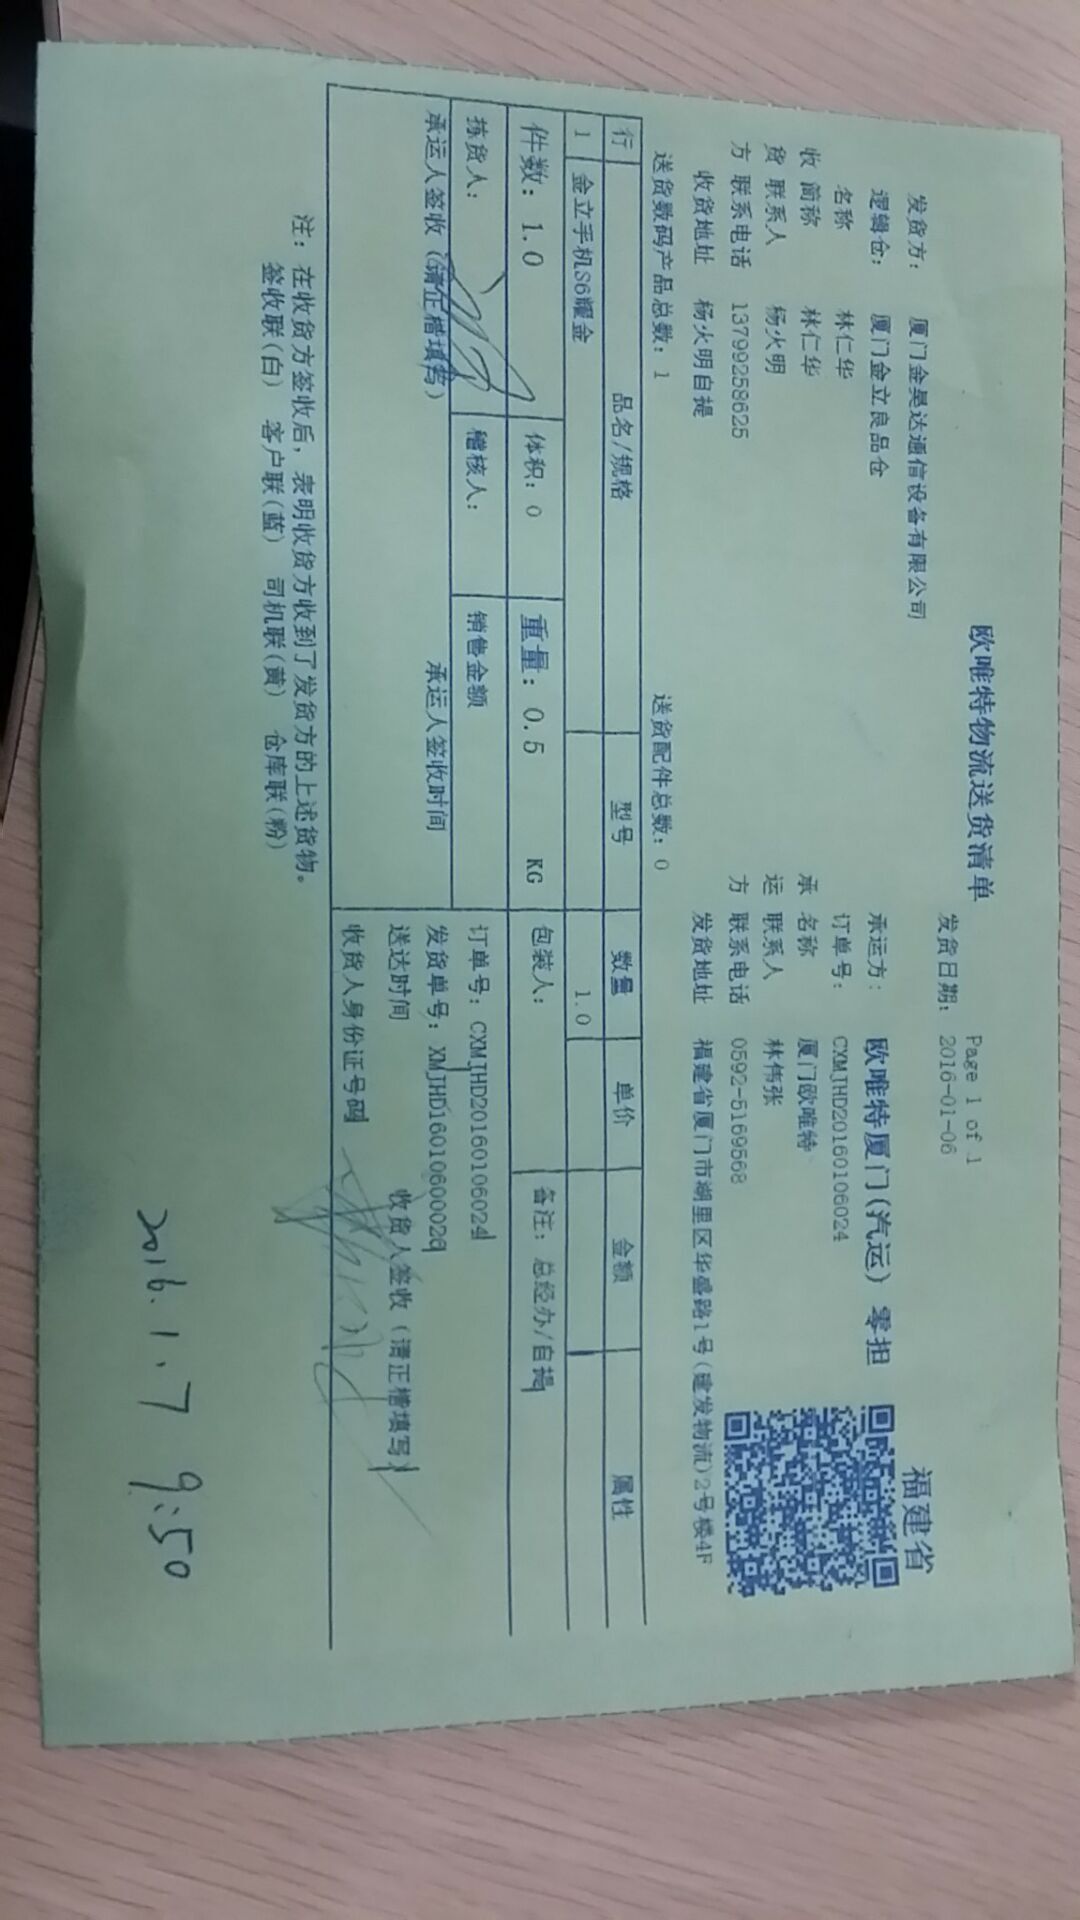 欧唯特物流送货清单
Page 1 of 1
发货日期: 2016-01-06
福建省
发货方: 厦门金昊达通信设备有限公司
逻辑仓: 厦门金立良品仓
承运方: 欧唯特厦门(汽运) 零担
订单号: CXMJHD20160106024
收货方
名称 林仁华
简称 林仁华
联系人 杨火明
联系电话 13799258625
收货地址 杨火明自提
承运方
名称 厦门欧唯特
联系人 林伟张
联系电话 0592-5169568
发货地址 福建省厦门市湖里区华盛路1号(建发物流)2号楼4F
送货数码产品总数: 1 送货配件总数: 0
行 品名/规格 型号 数量 单价 金额 属性
1 金立手机S6耀金 1.0
件数: 1.0 体积: 0 重量: 0.5 KG 包装人: 备注: 总经办/自提
拣货人: 稽核人: 销售金额 订单号: CXMJHD20160106024
承运人签收 (请正楷填写) 承运人签收时间 发货单号: XMJHD1601060002
送达时间 收货人签收 (请正楷填写)
收货人身份证号码
注: 在收货方签收后, 表明收货方收到了发货方的上述货物。
签收联(白) 客户联(蓝) 司机联(黄) 仓库联(粉)
2016.1.7 9:50